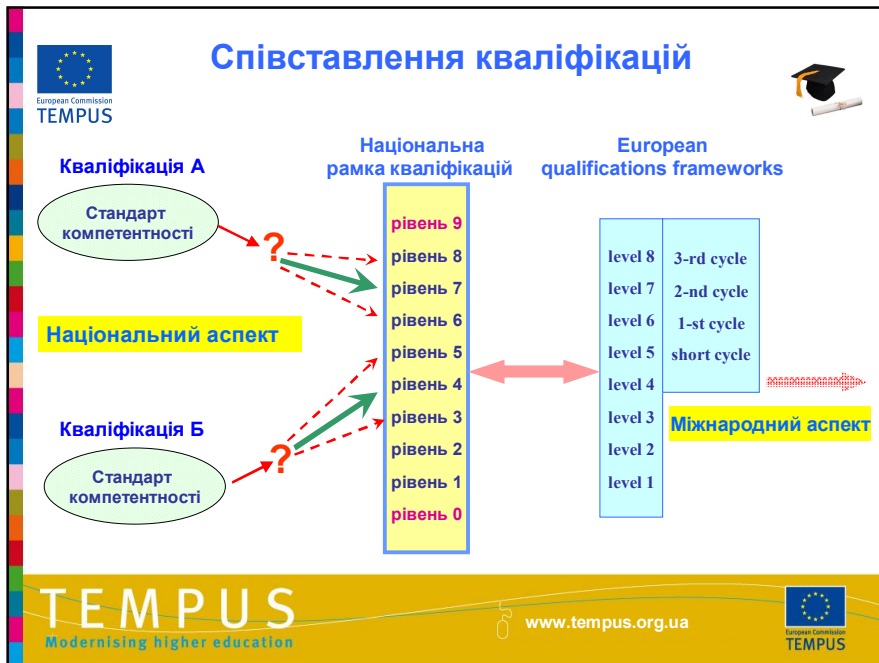 Співставлення кваліфікацій
European Commission
TEMPUS
Національна
рамка кваліфікацій
European
qualifications frameworks
Кваліфікація А
Стандарт
компетентності
?
Національний аспект
Кваліфікація Б
Стандарт
компетентності
?
рівень 9
рівень 8
рівень 7
рівень 6
рівень 5
рівень 4
рівень 3
рівень 2
рівень 1
рівень 0
level 8
level 7
level 6
level 5
level 4
level 3
level 2
level 1
3-rd cycle
2-nd cycle
1-st cycle
short cycle
Міжнародний аспект
TEMPUS
Modernising higher education
www.tempus.org.ua
European Commission
TEMPUS